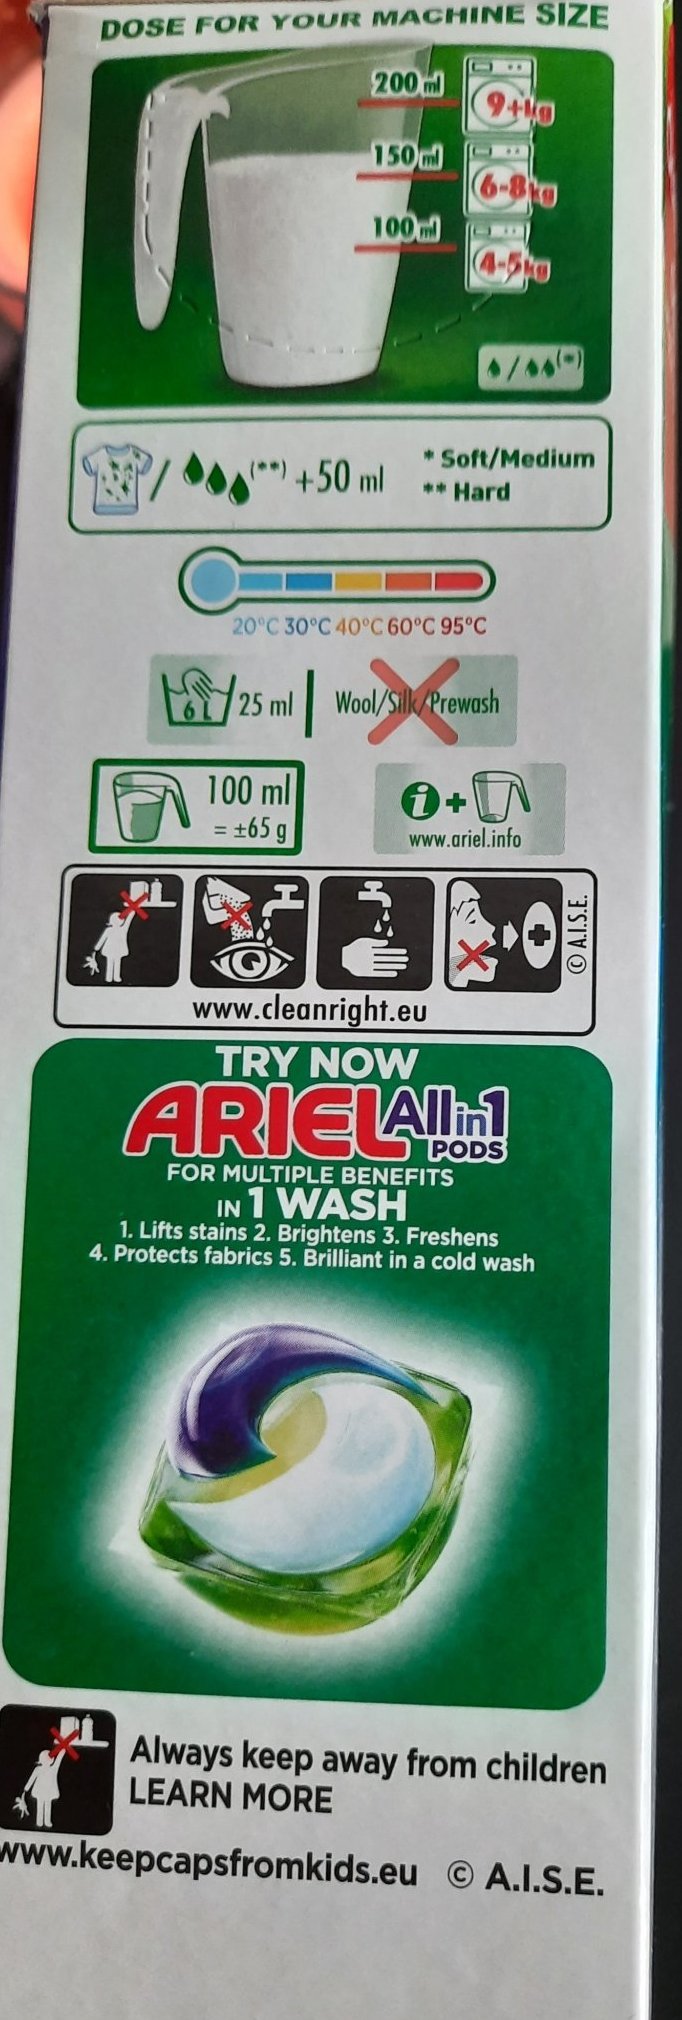 DOSE FOR YOUR MACHINE SIZE
200 ml 9+kg
150 ml 6-8kg
100 ml 4-5kg
/ (*)
/ (**) +50 ml
* Soft/Medium
** Hard
20°C 30°C 40°C 60°C 95°C
6 L 25 ml Wool/Silk/Prewash
100 ml
= ±65 g
i +
www.ariel.info
© A.I.S.E.
www.cleanright.eu
TRY NOW
ARIEL All in 1
PODS
FOR MULTIPLE BENEFITS
IN 1 WASH
1. Lifts stains 2. Brightens 3. Freshens
4. Protects fabrics 5. Brilliant in a cold wash
Always keep away from children
LEARN MORE
www.keepcapsfromkids.eu © A.I.S.E.